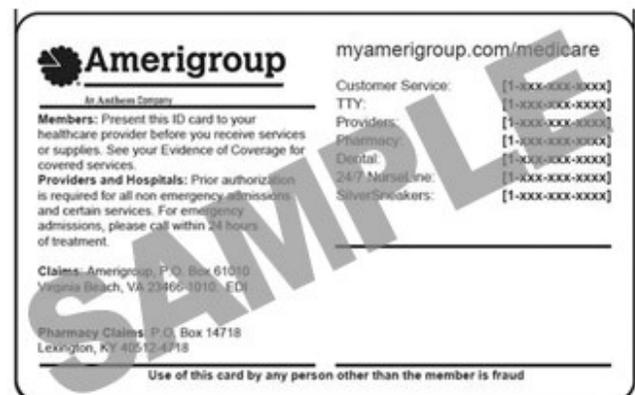 Amerigroup
An Anthem Company
Members: Present this ID card to your
healthcare provider before you receive services
or supplies. See your Evidence of Coverage for
covered services.
Providers and Hospitals: Prior authorization
is required for all non emergency admissions
and certain services. For emergency
admissions, please call within 24 hours
of treatment.
Claims: Amerigroup, P.O. Box 61010
Virginia Beach, VA 23466-1010. EDI
Pharmacy Claims: P.O. Box 14718
Lexington, KY 40512-4718
myamerigroup.com/medicare
Customer Service: [1-xxx-xxx-xxxx]
TTY: [1-xxx-xxx-xxxx]
Providers: [1-xxx-xxx-xxxx]
Pharmacy: [1-xxx-xxx-xxxx]
Dental: [1-xxx-xxx-xxxx]
24/7 NurseLine: [1-xxx-xxx-xxxx]
SilverSneakers: [1-xxx-xxx-xxxx]
Use of this card by any person other than the member is fraud
SAMPLE